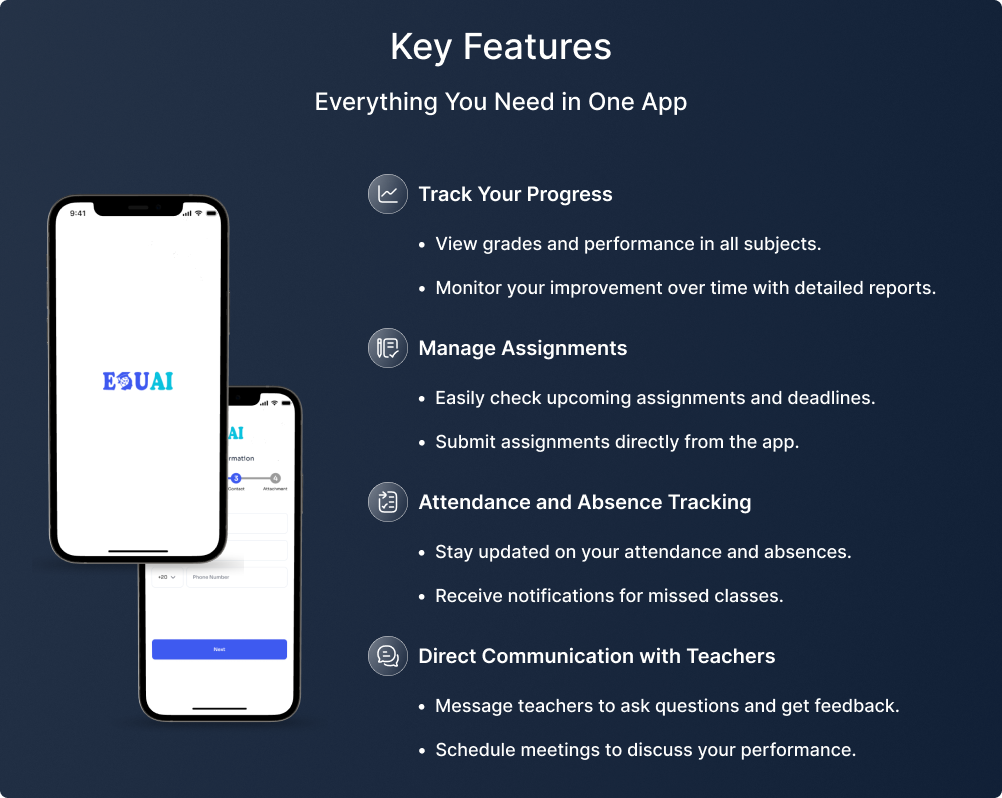 Key Features
Everything You Need in One App
Track Your Progress
• View grades and performance in all subjects.
• Monitor your improvement over time with detailed reports.
Manage Assignments
• Easily check upcoming assignments and deadlines.
• Submit assignments directly from the app.
Attendance and Absence Tracking
• Stay updated on your attendance and absences.
• Receive notifications for missed classes.
Direct Communication with Teachers
• Message teachers to ask questions and get feedback.
• Schedule meetings to discuss your performance.
9:41
EDUAI
AI
rmation
3 4
Contact Attachment
+20 Phone Number
Next